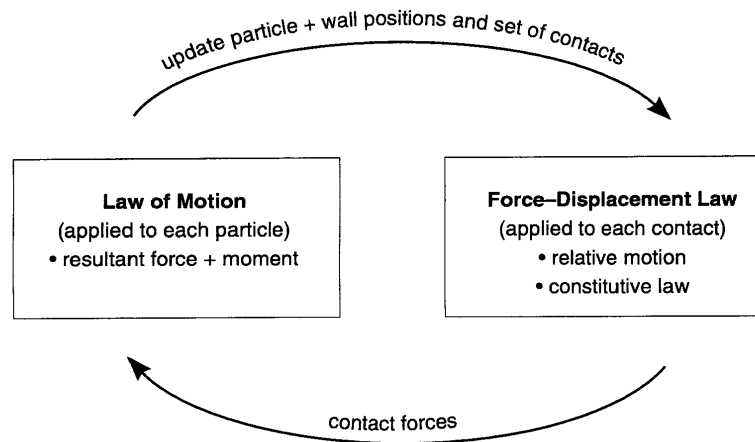 update particle + wall positions and set of contacts
Law of Motion
(applied to each particle)
• resultant force + moment
Force–Displacement Law
(applied to each contact)
• relative motion
• constitutive law
contact forces